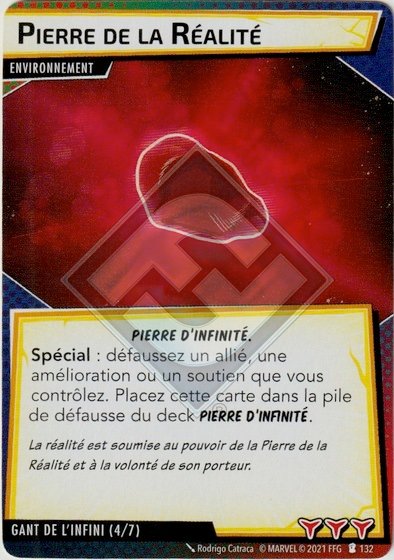 PIERRE DE LA RÉALITÉ
ENVIRONNEMENT
PIERRE D'INFINITÉ.
Spécial : défaussez un allié, une
amélioration ou un soutien que vous
contrôlez. Placez cette carte dans la pile
de défausse du deck PIERRE D'INFINITÉ.
La réalité est soumise au pouvoir de la Pierre de la
Réalité et à la volonté de son porteur.
GANT DE L'INFINI (4/7)
Rodrigo Catraca © MARVEL © 2021 FFG 132